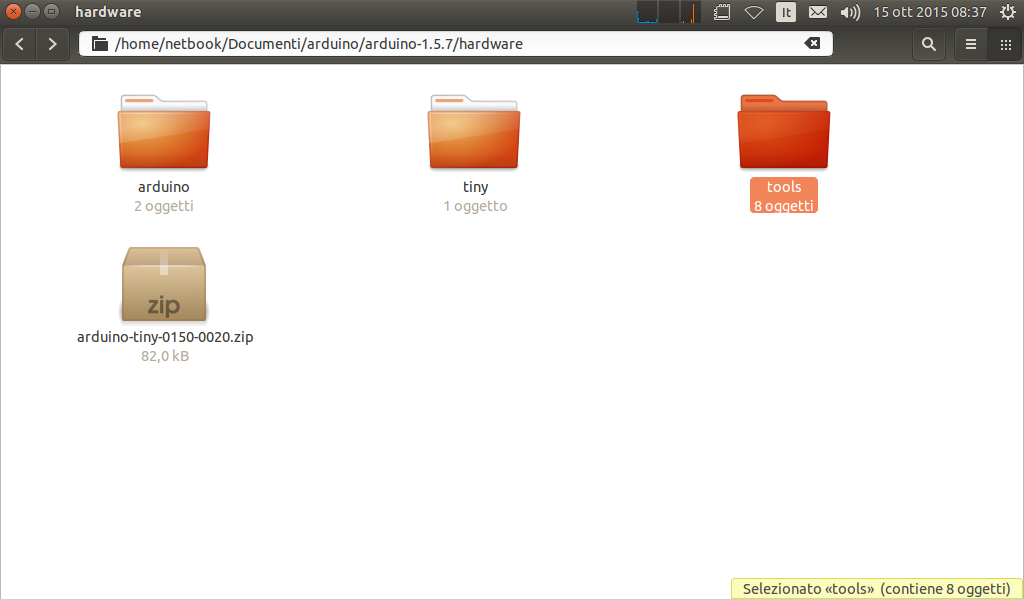 hardware
It
15 ott 2015 08:37
/home/netbook/Documenti/arduino/arduino-1.5.7/hardware
arduino
2 oggetti
tiny
1 oggetto
tools
8 oggetti
zip
arduino-tiny-0150-0020.zip
82,0 kB
Selezionato «tools» (contiene 8 oggetti)